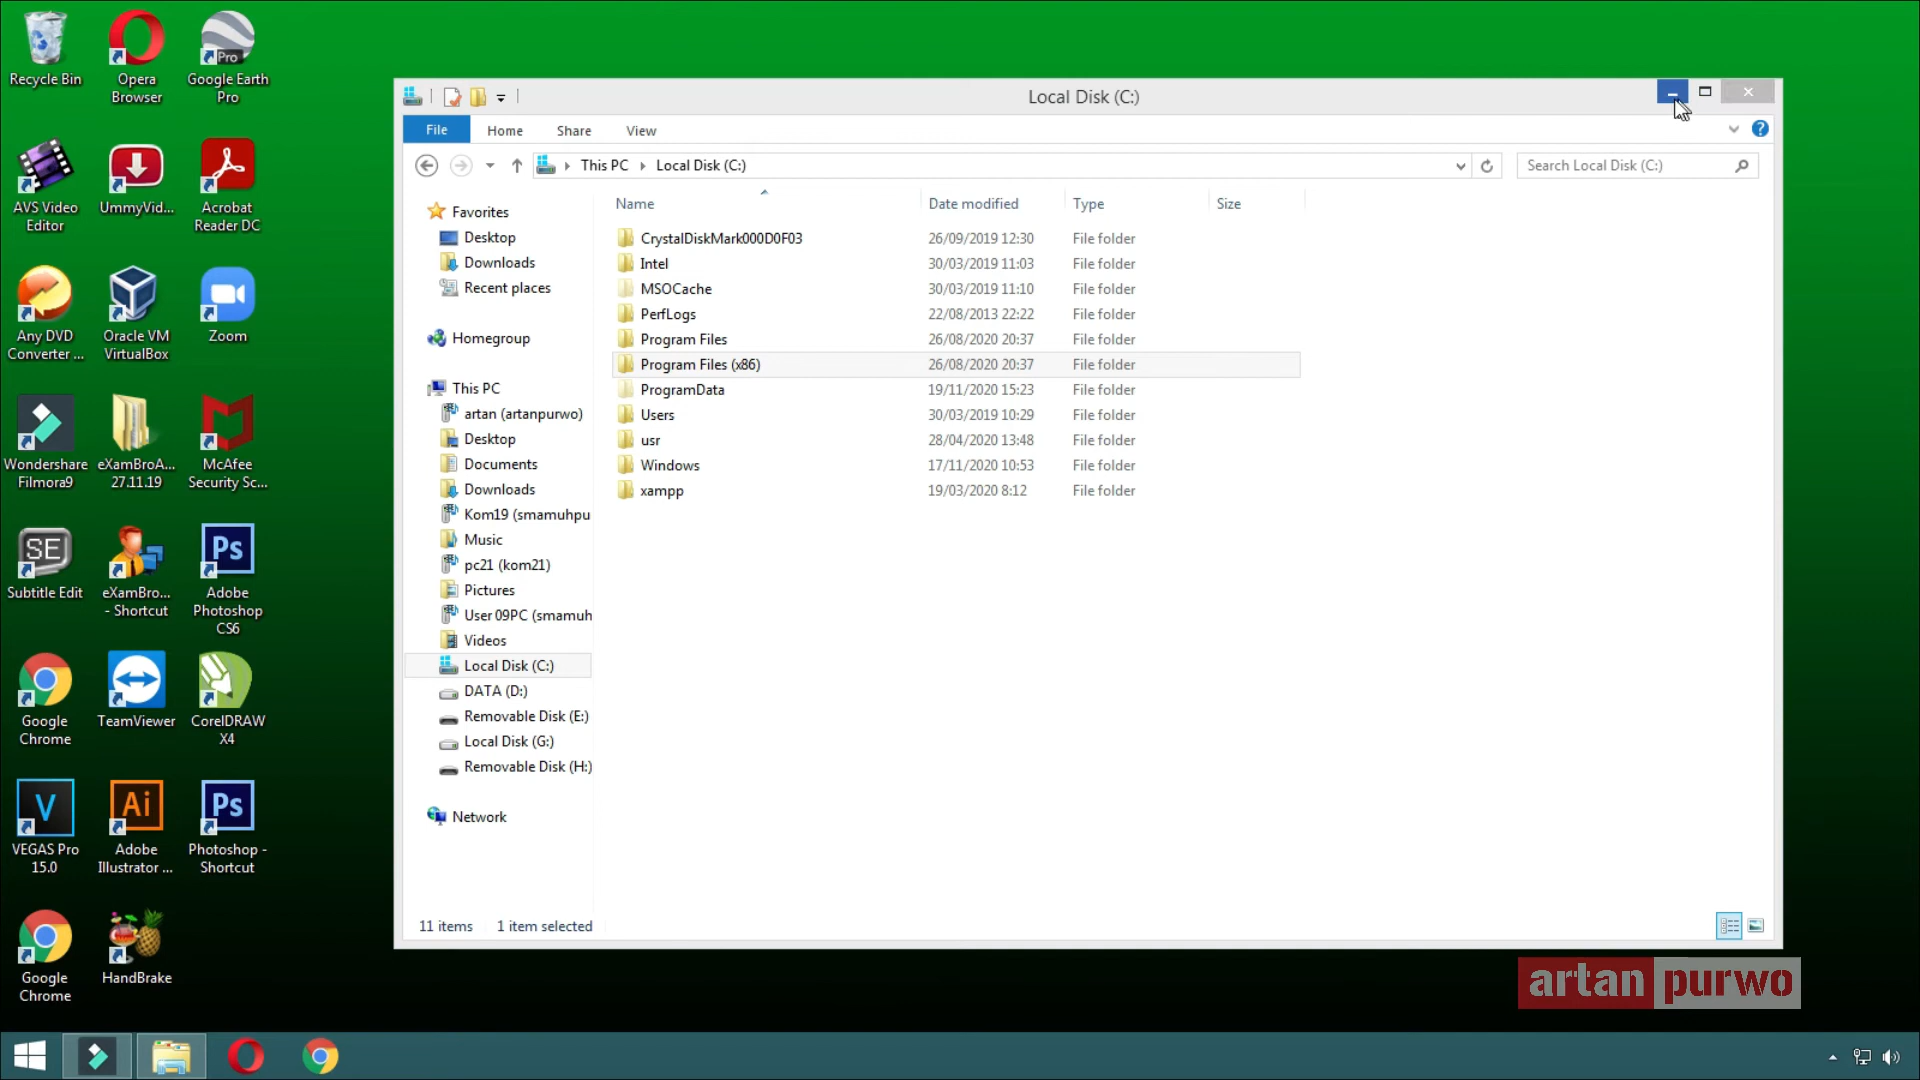 Recycle Bin
Opera
Browser
Pro
Google Earth
Pro
AVS Video
Editor
UmmyVid...
Acrobat
Reader DC
Any DVD
Converter ...
Oracle VM
VirtualBox
Zoom
Wondershare
Filmora9
eXamBroA...
27.11.19
McAfee
Security Sc...
SE
Subtitle Edit
eXamBro...
- Shortcut
Ps
Adobe
Photoshop
CS6
Google
Chrome
TeamViewer
CorelDRAW
X4
V
VEGAS Pro
15.0
Ai
Adobe
Illustrator ...
Ps
Photoshop -
Shortcut
Google
Chrome
HandBrake
Local Disk (C:)
File Home Share View
This PC Local Disk (C:)
Search Local Disk (C:)
Favorites
Desktop
Downloads
Recent places
Homegroup
This PC
artan (artanpurwo)
Desktop
Documents
Downloads
Kom19 (smamuhpu
Music
pc21 (kom21)
Pictures
User 09PC (smamuh
Videos
Local Disk (C:)
DATA (D:)
Removable Disk (E:)
Local Disk (G:)
Removable Disk (H:)
Network
Name Date modified Type Size
CrystalDiskMark000D0F03 26/09/2019 12:30 File folder
Intel 30/03/2019 11:03 File folder
MSOCache 30/03/2019 11:10 File folder
PerfLogs 22/08/2013 22:22 File folder
Program Files 26/08/2020 20:37 File folder
Program Files (x86) 26/08/2020 20:37 File folder
ProgramData 19/11/2020 15:23 File folder
Users 30/03/2019 10:29 File folder
usr 28/04/2020 13:48 File folder
Windows 17/11/2020 10:53 File folder
xampp 19/03/2020 8:12 File folder
11 items 1 item selected
artan purwo